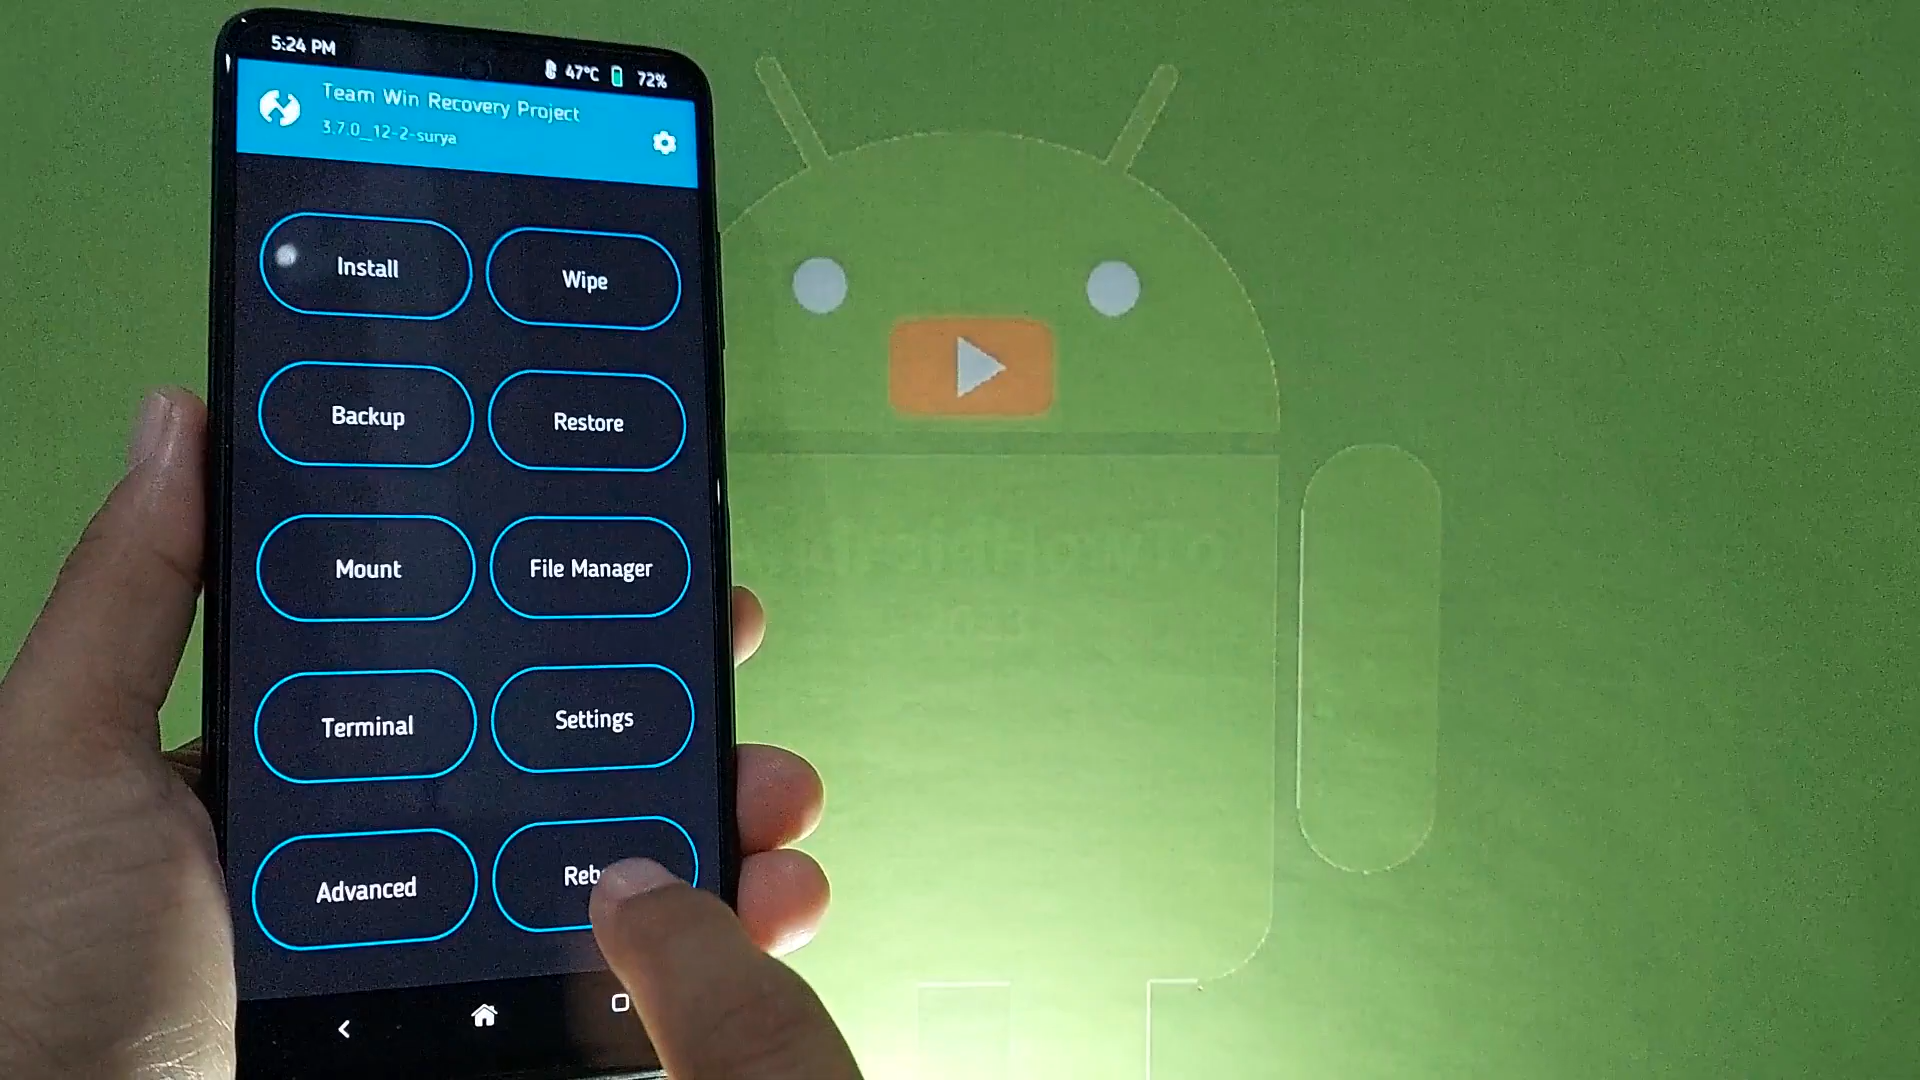 5:24 PM
47°C 72%
Team Win Recovery Project
3.7.0_12-2-surya
Install
Wipe
Backup
Restore
Mount
File Manager
Terminal
Settings
Advanced
Reb